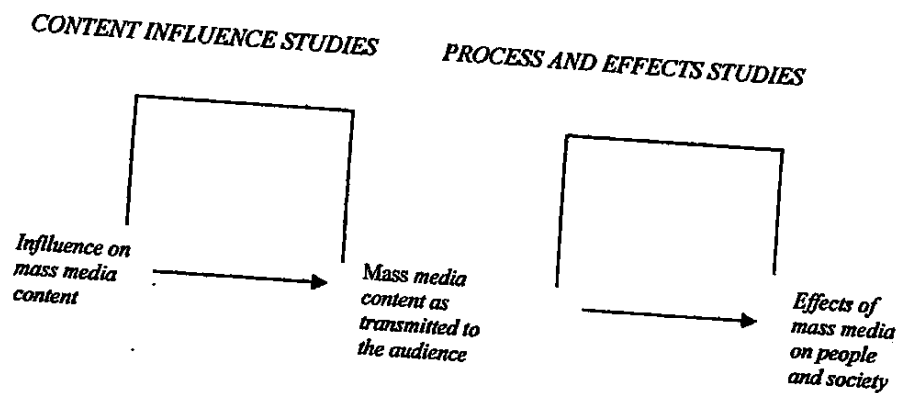 CONTENT INFLUENCE STUDIES
PROCESS AND EFFECTS STUDIES
Inflluence on
mass media
content
Mass media
content as
transmitted to
the audience
Effects of
mass media
on people
and society